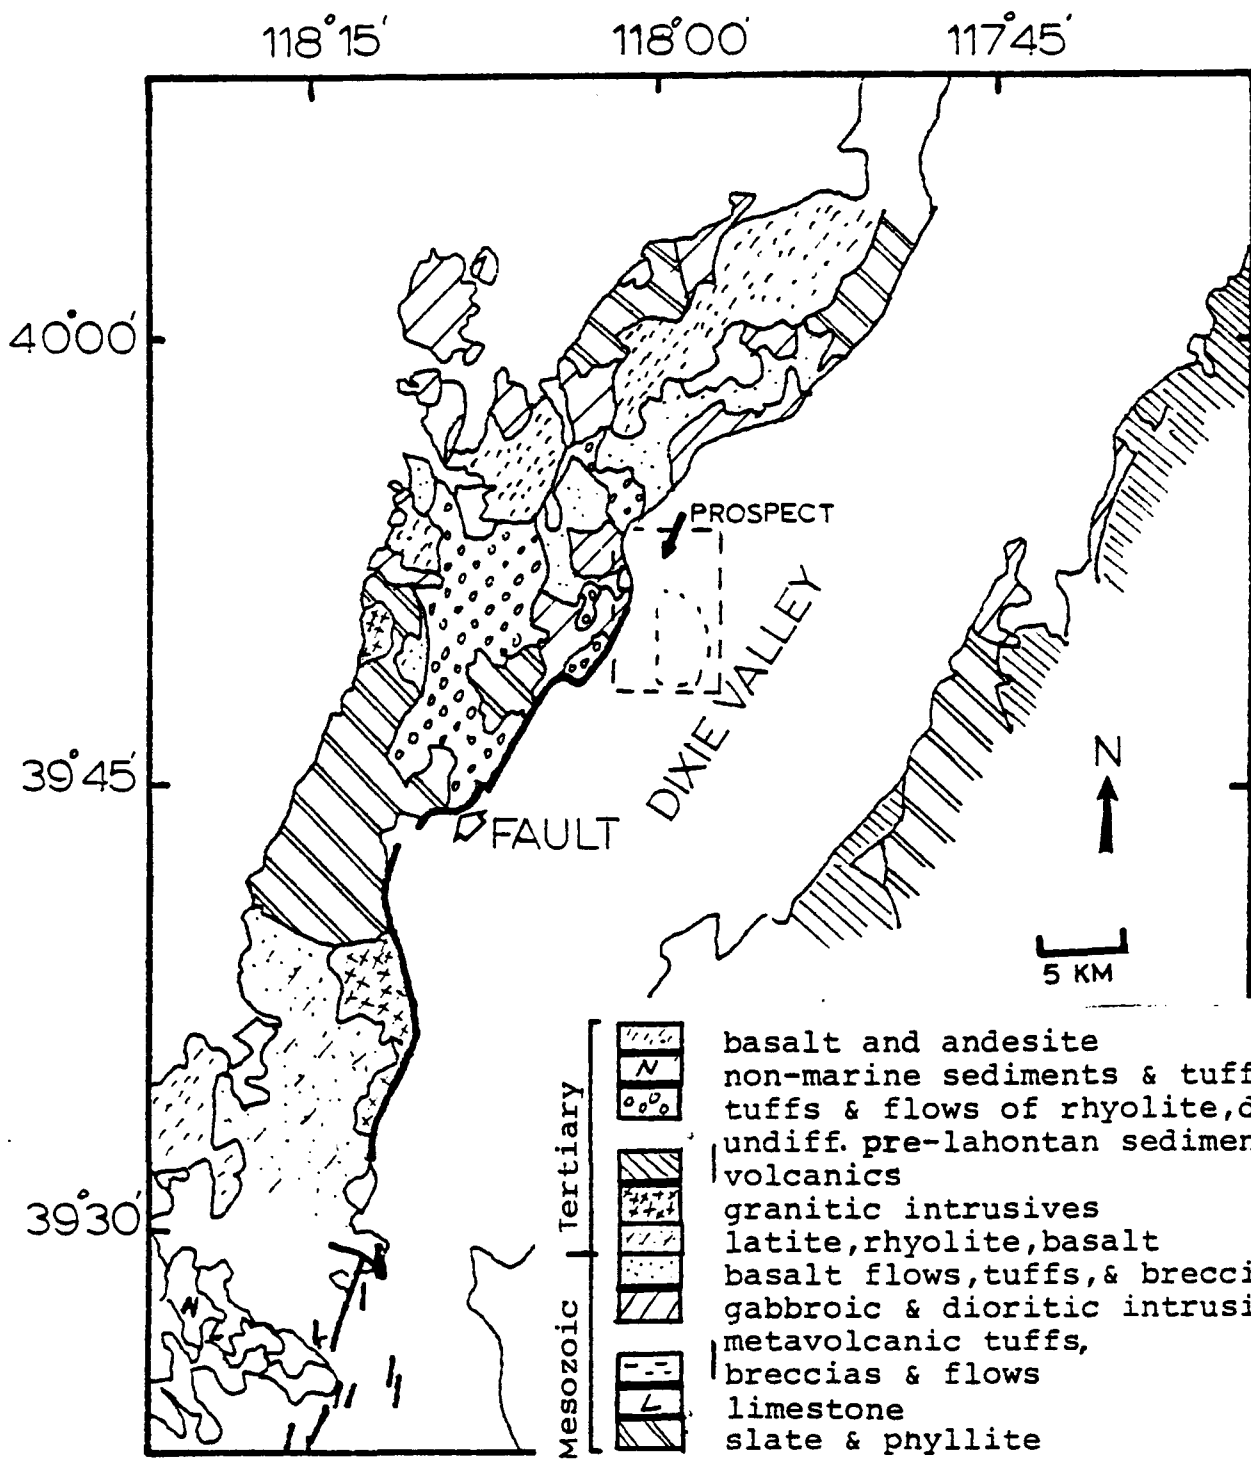 118°15′ 118°00′ 117°45′
40°00′
PROSPECT
DIXIE VALLEY
39°45′
N
FAULT
5 KM
39°30′
Tertiary
Mesozoic
basalt and andesite
N non-marine sediments & tuff
tuffs & flows of rhyolite,d
undiff. pre-lahontan sedimen
volcanics
granitic intrusives
latite,rhyolite,basalt
basalt flows,tuffs,& brecci
gabbroic & dioritic intrusi
metavolcanic tuffs,
breccias & flows
L limestone
slate & phyllite
N
L